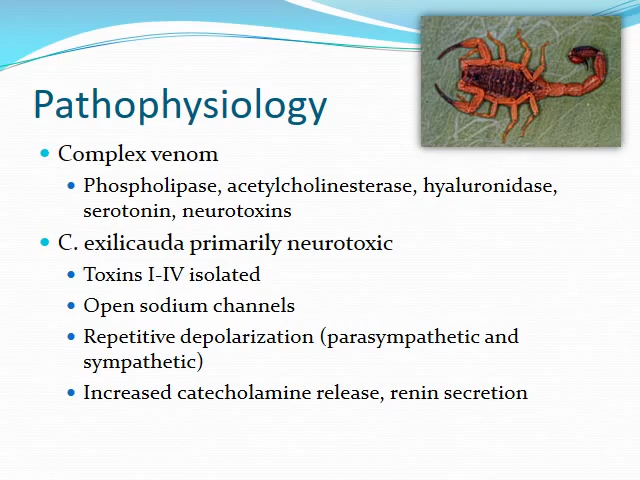 Pathophysiology
Complex venom
Phospholipase, acetylcholinesterase, hyaluronidase,
serotonin, neurotoxins
C. exilicauda primarily neurotoxic
Toxins I-IV isolated
Open sodium channels
Repetitive depolarization (parasympathetic and
sympathetic)
Increased catecholamine release, renin secretion